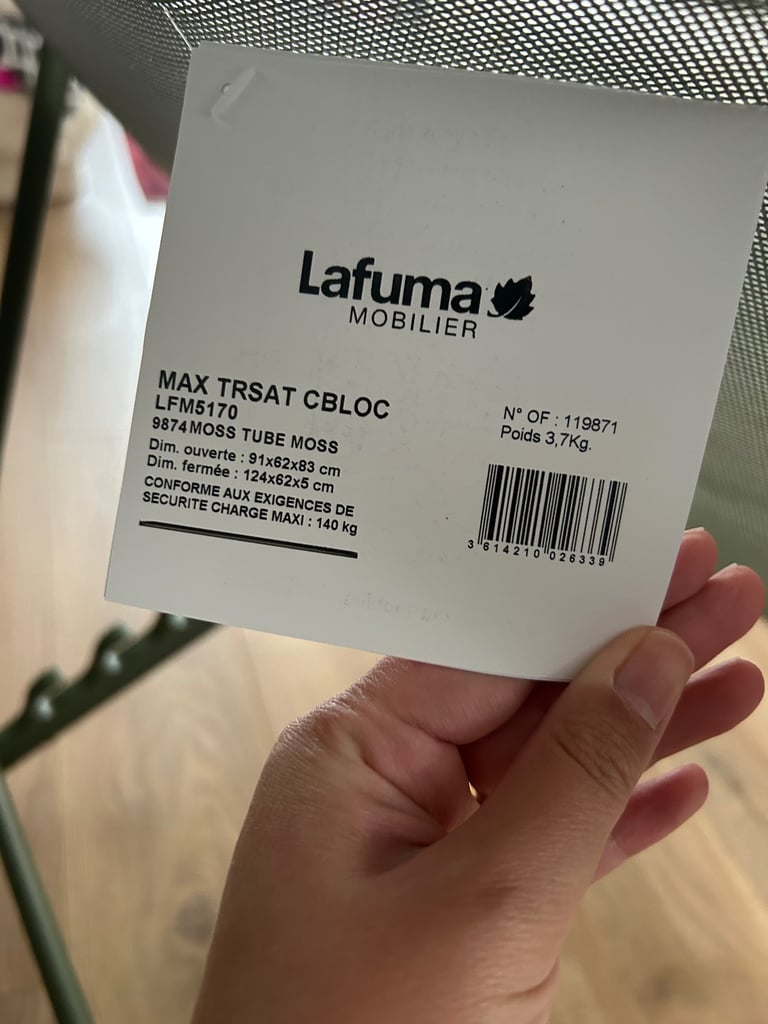 Lafuma
MOBILIER
MAX TRSAT CBLOC
LFM5170
9874 MOSS TUBE MOSS
Dim. ouverte : 91x62x83 cm
Dim. fermée : 124x62x5 cm
CONFORME AUX EXIGENCES DE
SECURITE CHARGE MAXI : 140 kg
N° OF : 119871
Poids 3,7Kg.
3 614210 026339